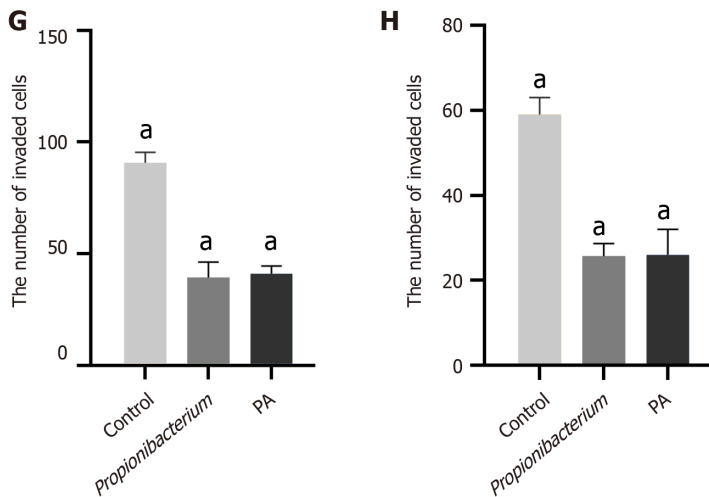 G
The number of invaded cells
150
100
50
0
a
a
a
Control
Propionibacterium
PA
H
The number of invaded cells
80
60
40
20
0
a
a
a
Control
Propionibacterium
PA